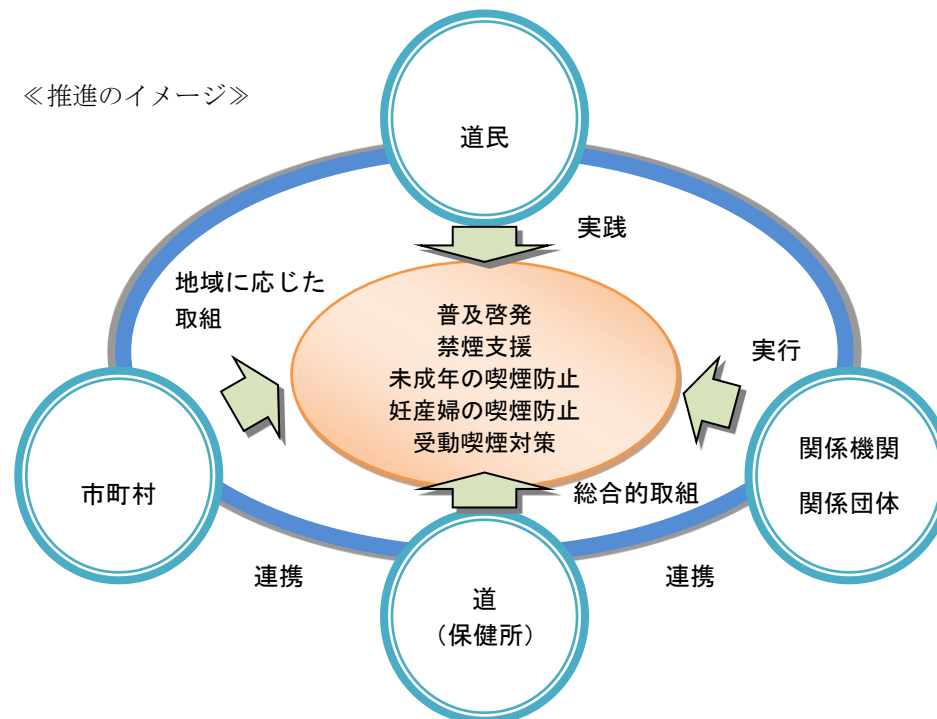 ≪推進のイメージ≫
道民
実践
地域に応じた
取組
普及啓発
禁煙支援
未成年の喫煙防止
妊産婦の喫煙防止
受動喫煙対策
実行
市町村
関係機関
関係団体
総合的取組
連携
連携
道
（保健所）